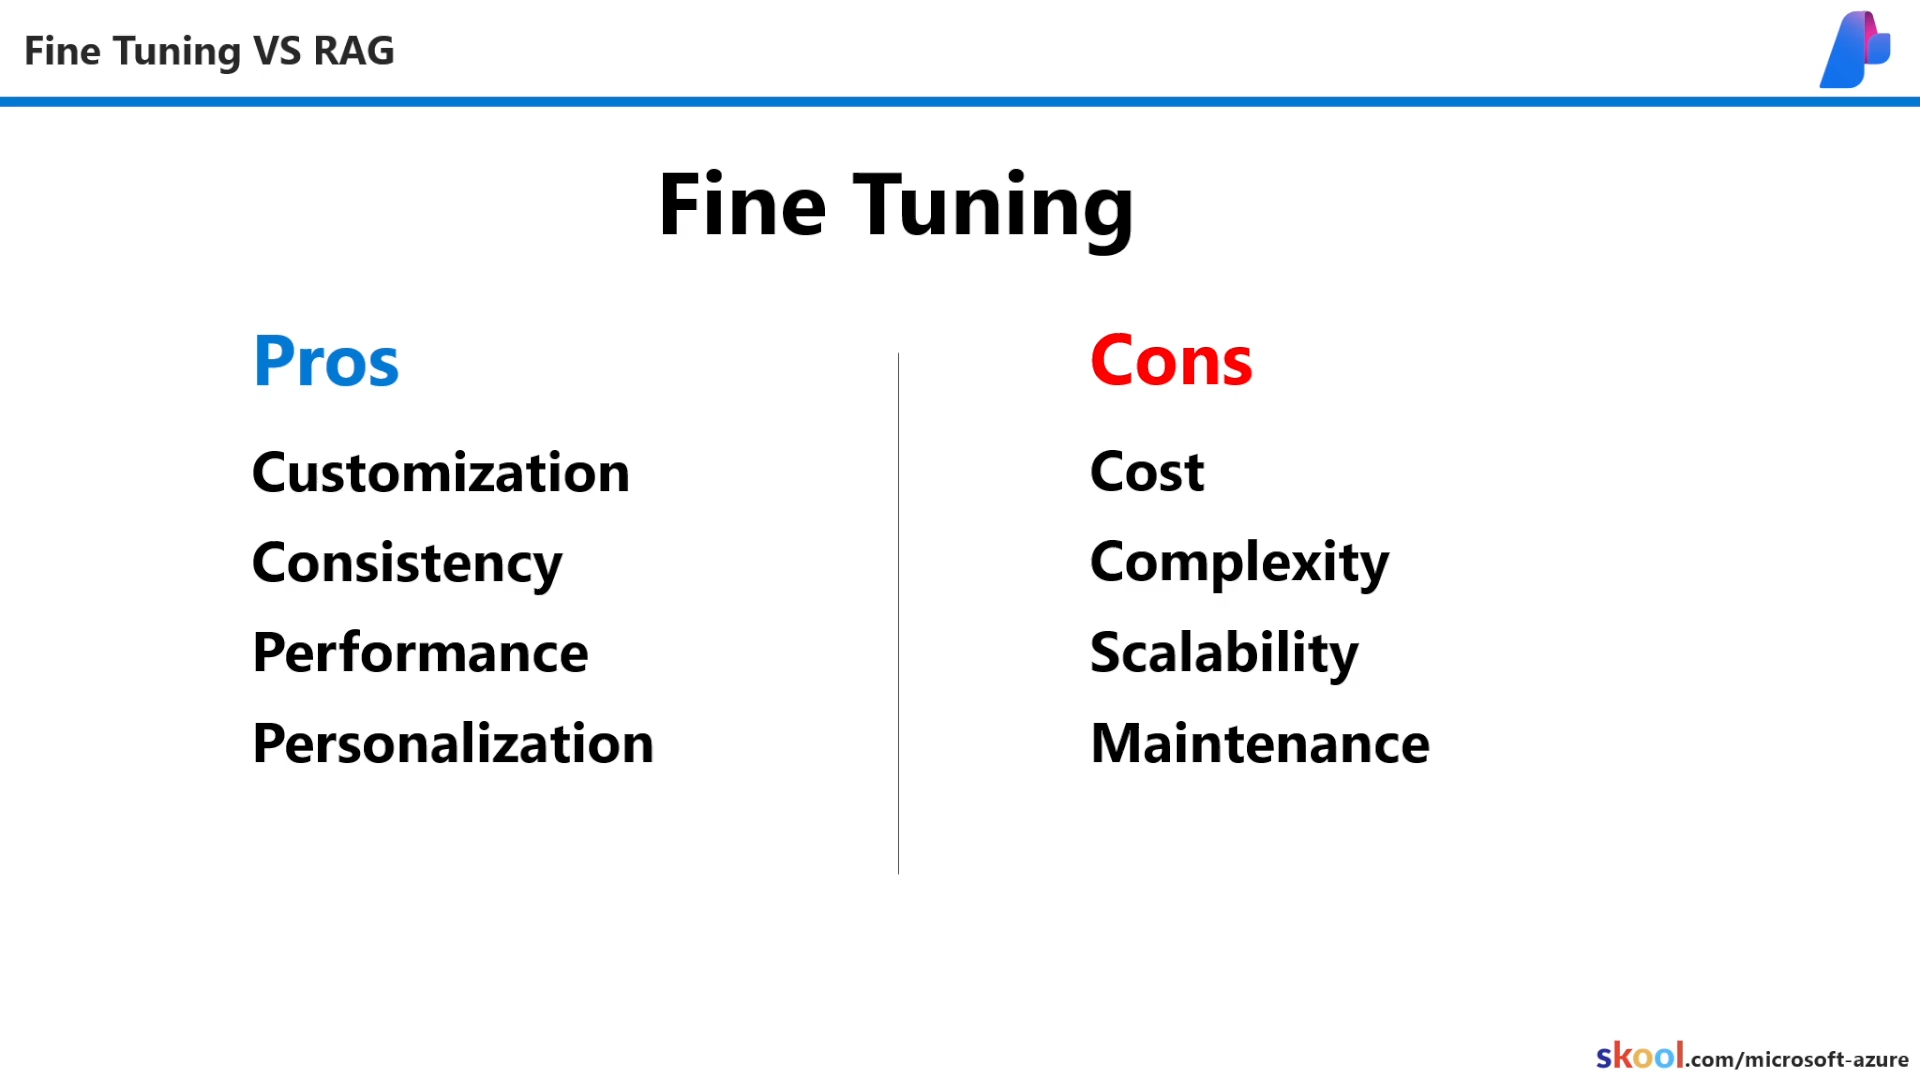 Fine Tuning VS RAG
Fine Tuning
Pros
Customization
Consistency
Performance
Personalization
Cons
Cost
Complexity
Scalability
Maintenance
skool.com/microsoft-azure